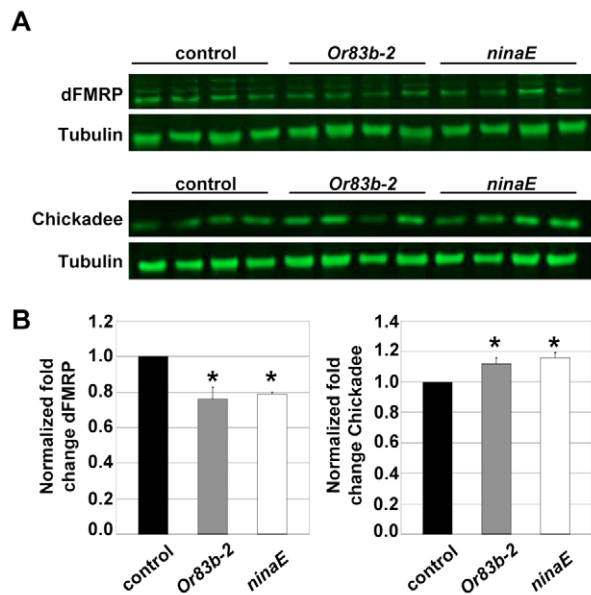 A
control Or83b-2 ninaE
dFMRP
Tubulin
control Or83b-2 ninaE
Chickadee
Tubulin
B
Normalized fold
change dFMRP
1.2
1.0
0.8
0.6
0.4
0.2
0.0
* *
control Or83b-2 ninaE
Normalized fold
change Chickadee
1.4
1.2
1.0
0.8
0.6
0.4
0.2
0.0
* *
control Or83b-2 ninaE